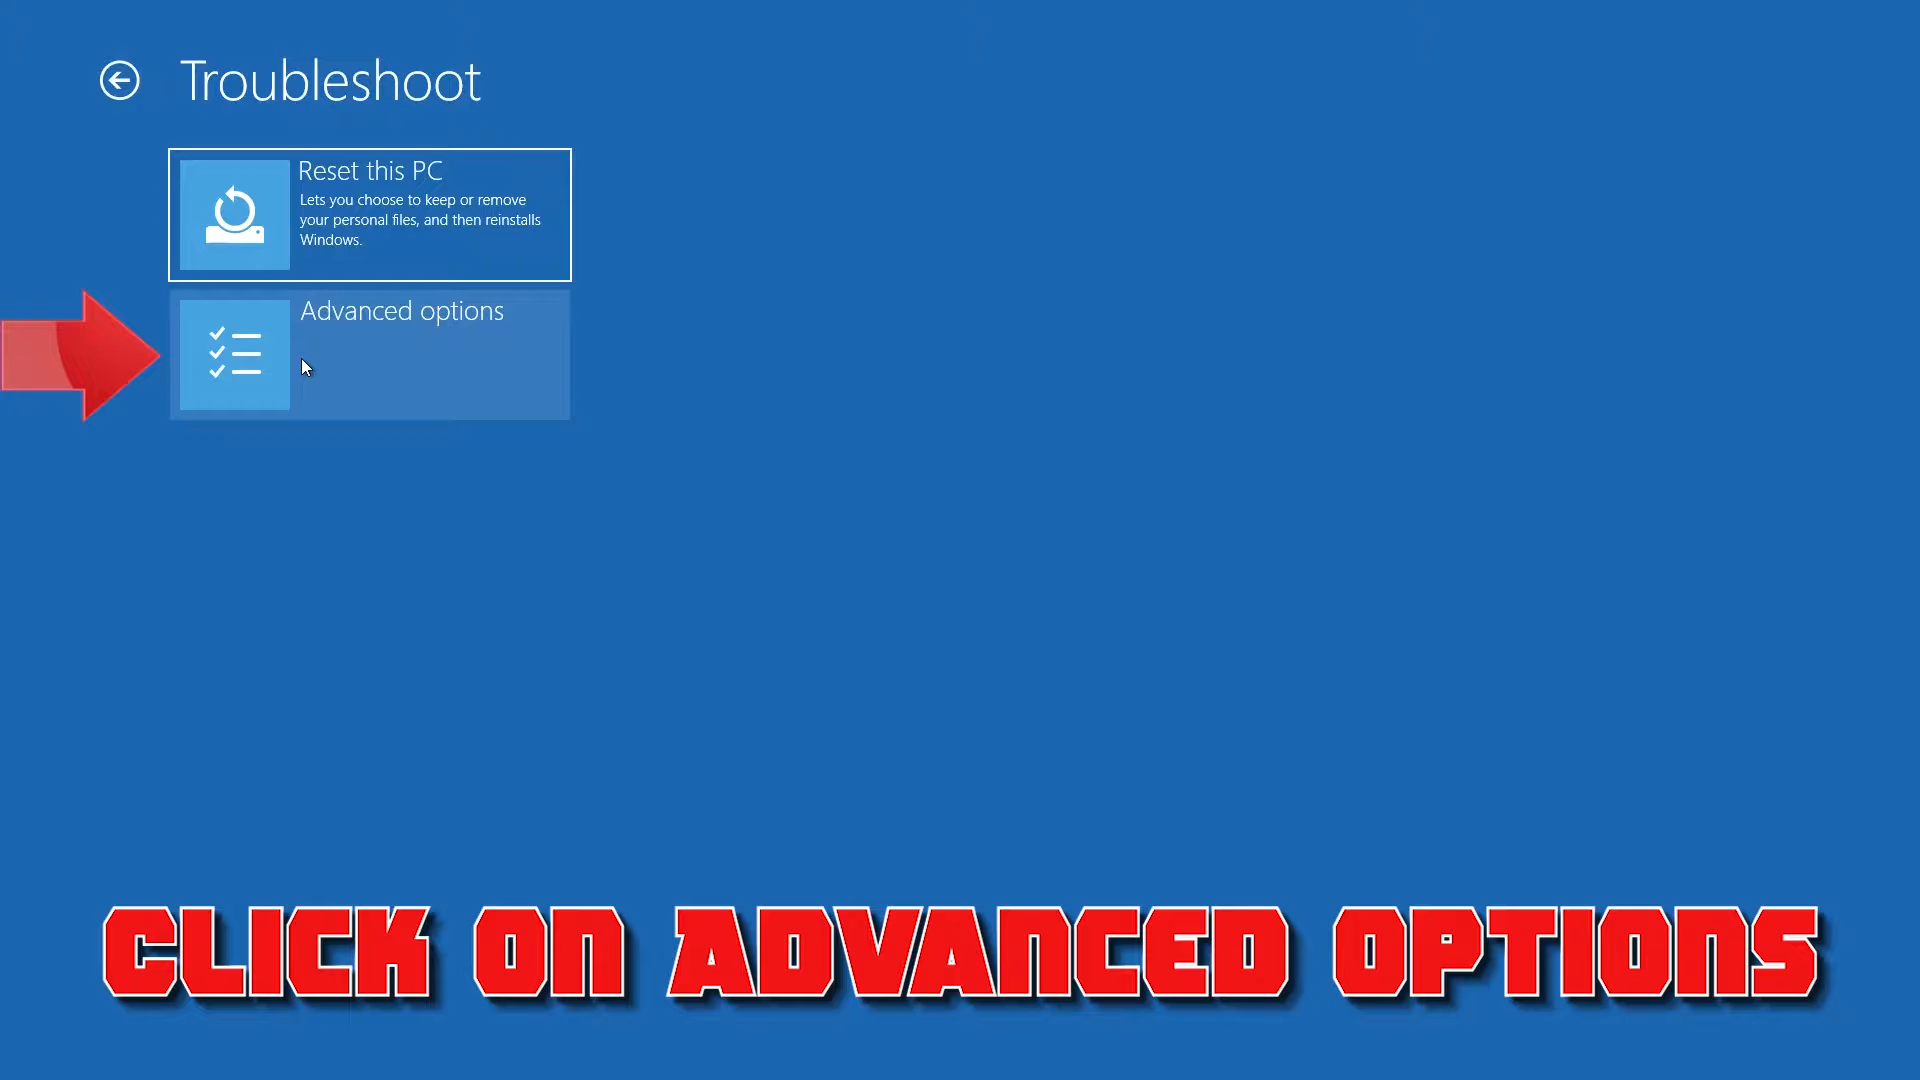 Troubleshoot
Reset this PC
Lets you choose to keep or remove
your personal files, and then reinstalls
Windows.
Advanced options
CLICK ON ADVANCED OPTIONS